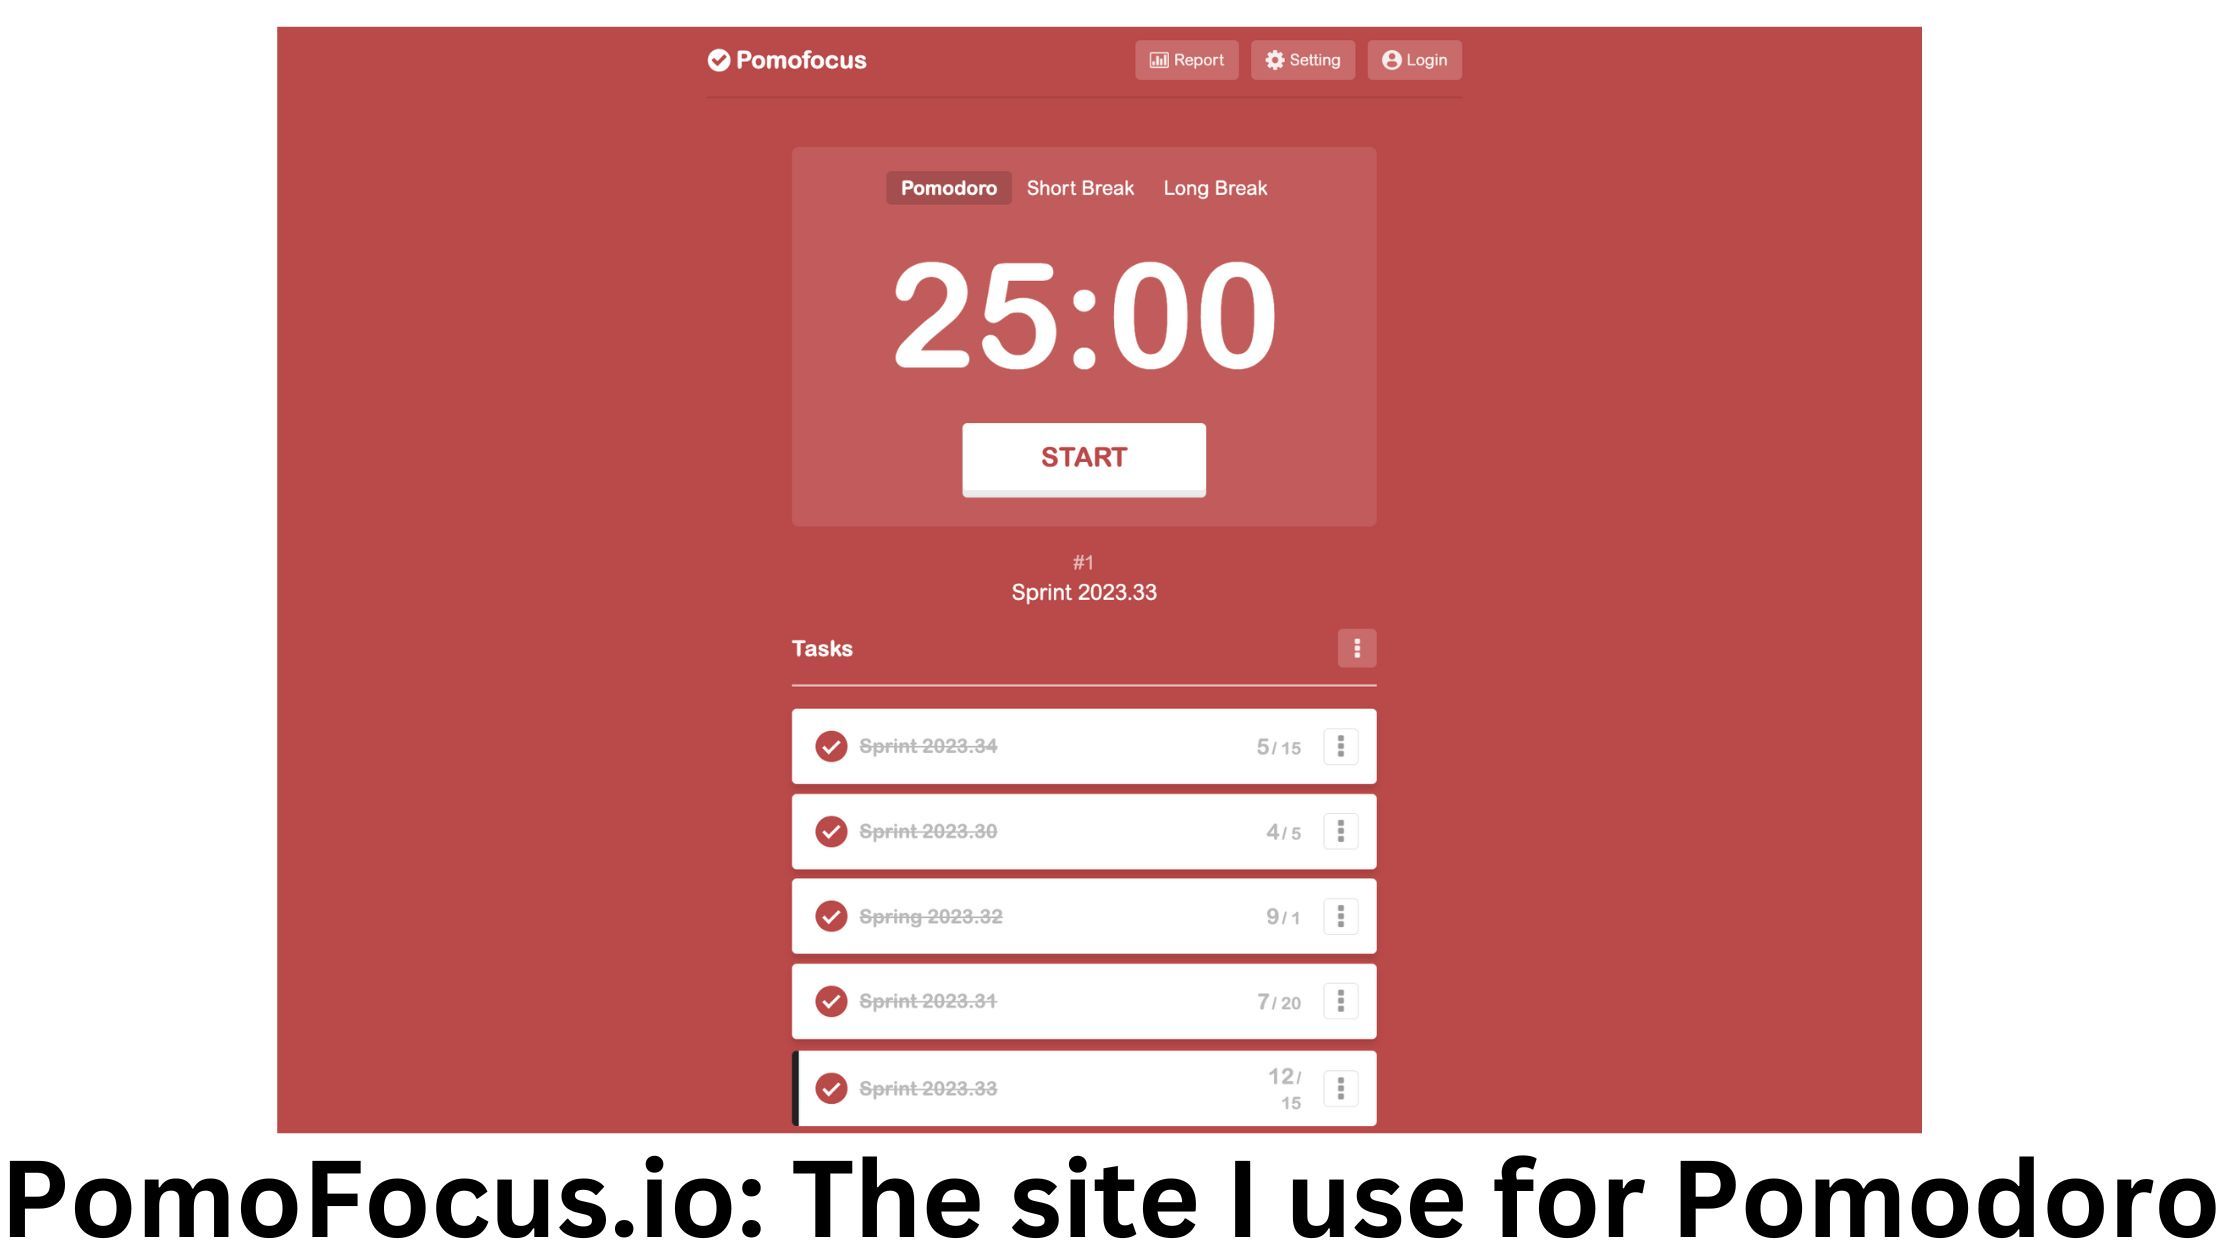 Pomofocus
Report
Setting
Login
Pomodoro Short Break Long Break
25:00
START
#1
Sprint 2023.33
Tasks
Sprint 2023.34 5/ 15
Sprint 2023.30 4/ 5
Spring 2023.32 9/ 1
Sprint 2023.31 7/ 20
Sprint 2023.33 12/
15
PomoFocus.io: The site I use for Pomodoro